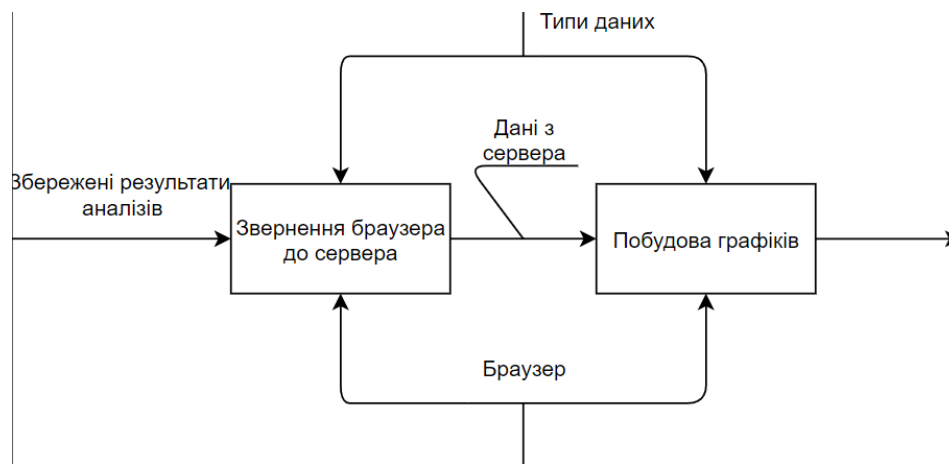 Типи даних
Дані з
сервера
Збережені результати
аналізів
Звернення браузера
до сервера
Побудова графіків
Браузер